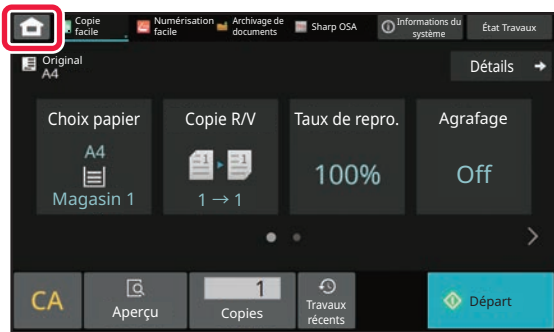 Copie
facile
Numérisation
facile
Archivage de
documents
Sharp OSA
Informations du
système
État Travaux
Original
A4
Détails
Choix papier
A4
Magasin 1
Copie R/V
1
1
1 → 1
Taux de repro.
100%
Agrafage
Off
CA
Aperçu
1
Copies
Travaux
récents
Départ